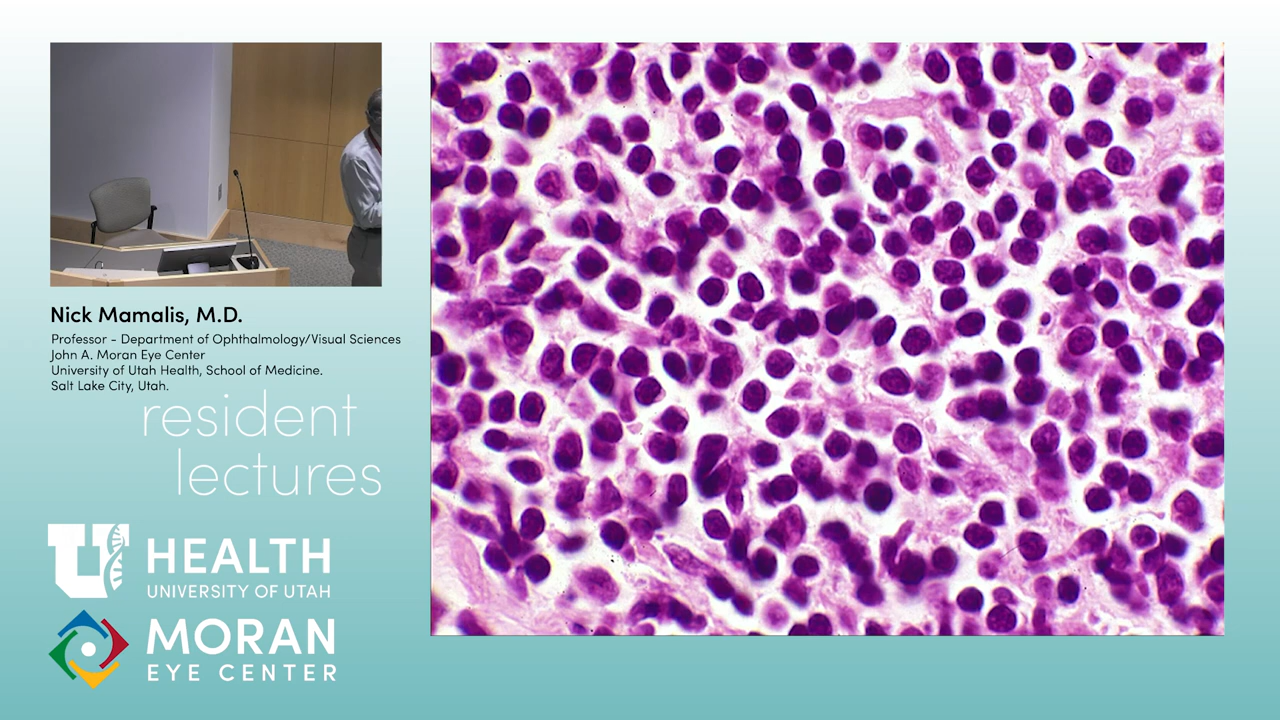 Nick Mamalis, M.D.
Professor - Department of Ophthalmology/Visual Sciences
John A. Moran Eye Center
University of Utah Health, School of Medicine.
Salt Lake City, Utah.
resident
lectures
U HEALTH
UNIVERSITY OF UTAH
MORAN
EYE CENTER